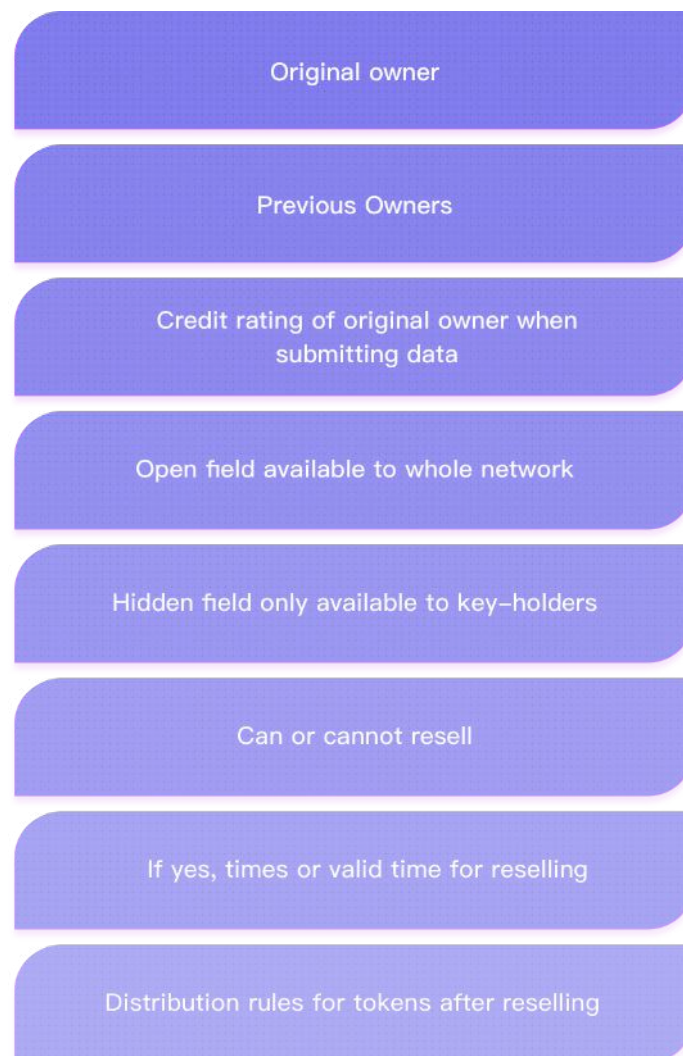 Original owner
Previous Owners
Credit rating of original owner when
submitting data
Open field available to whole network
Hidden field only available to key-holders
Can or cannot resell
If yes, times or valid time for reselling
Distribution rules for tokens after reselling